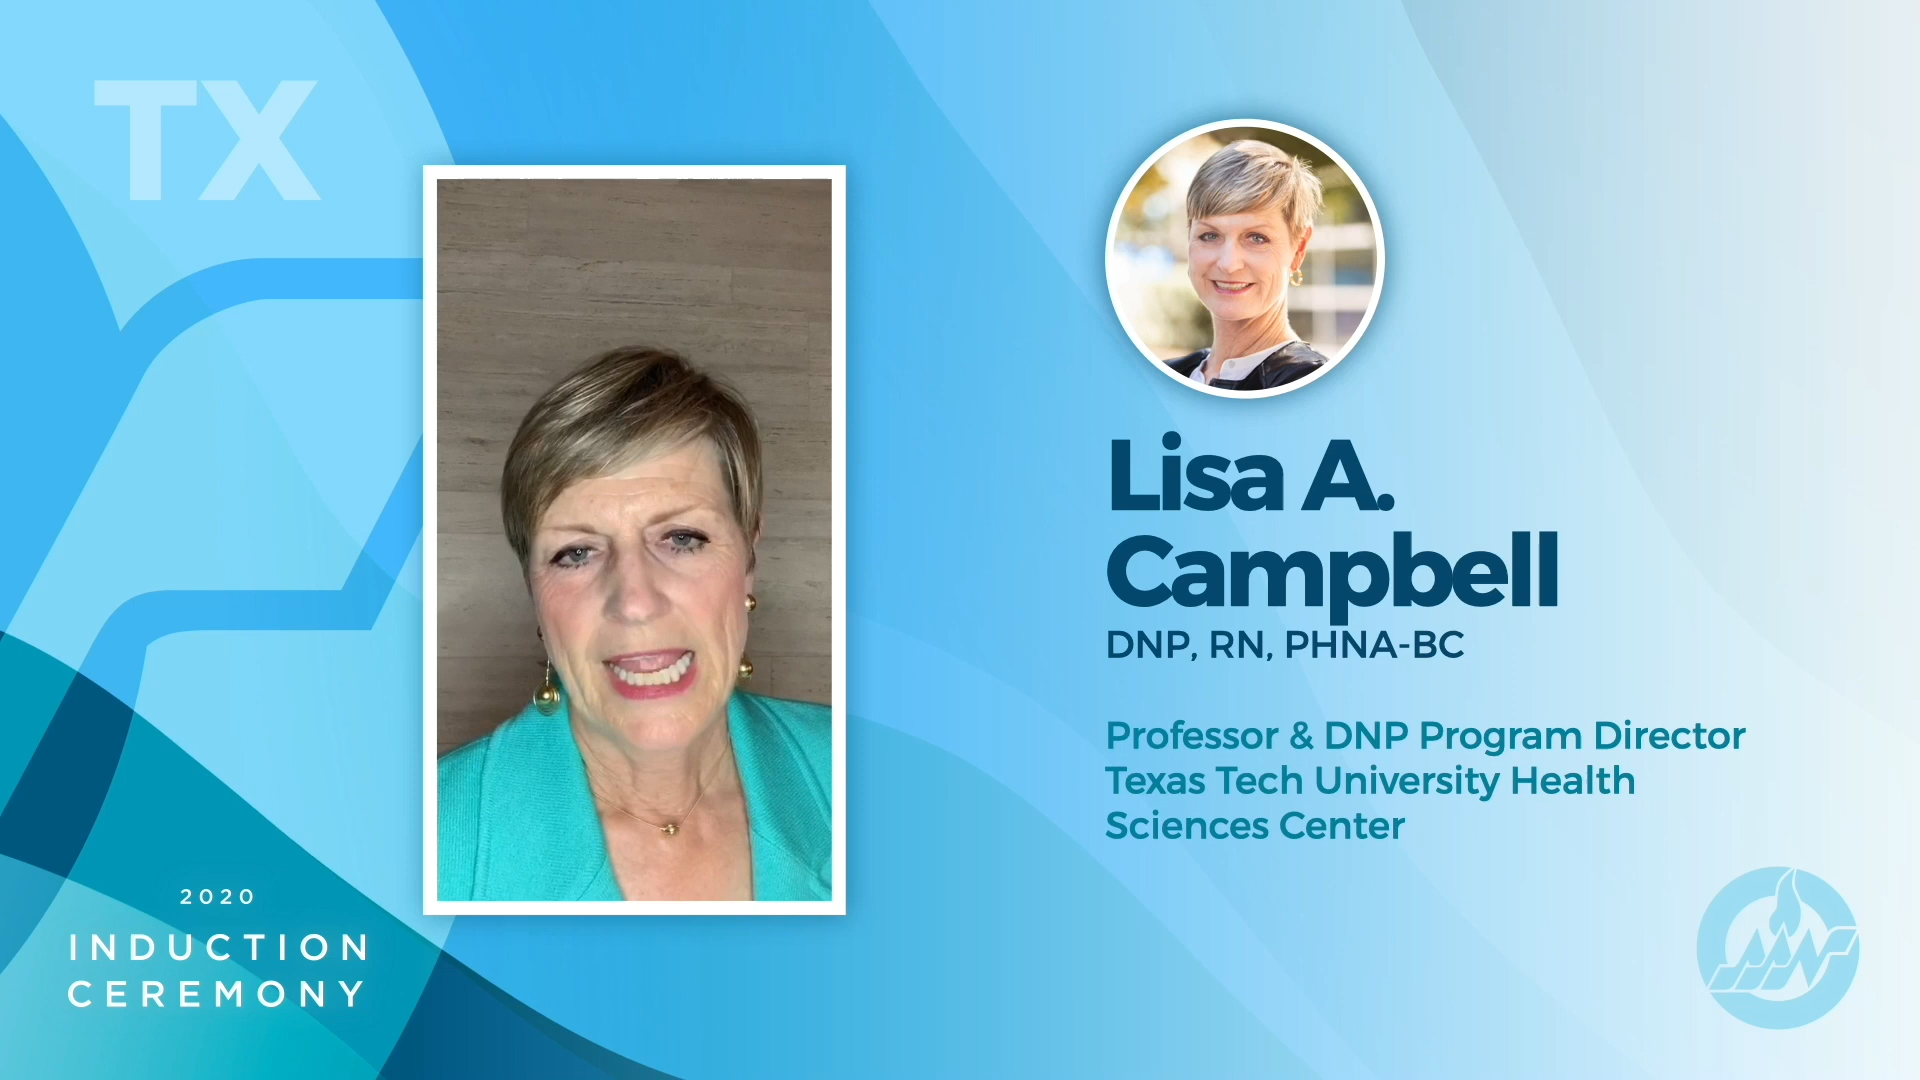 TX
Lisa A.
Campbell
DNP, RN, PHNA-BC
Professor & DNP Program Director
Texas Tech University Health
Sciences Center
2020
INDUCTION
CEREMONY